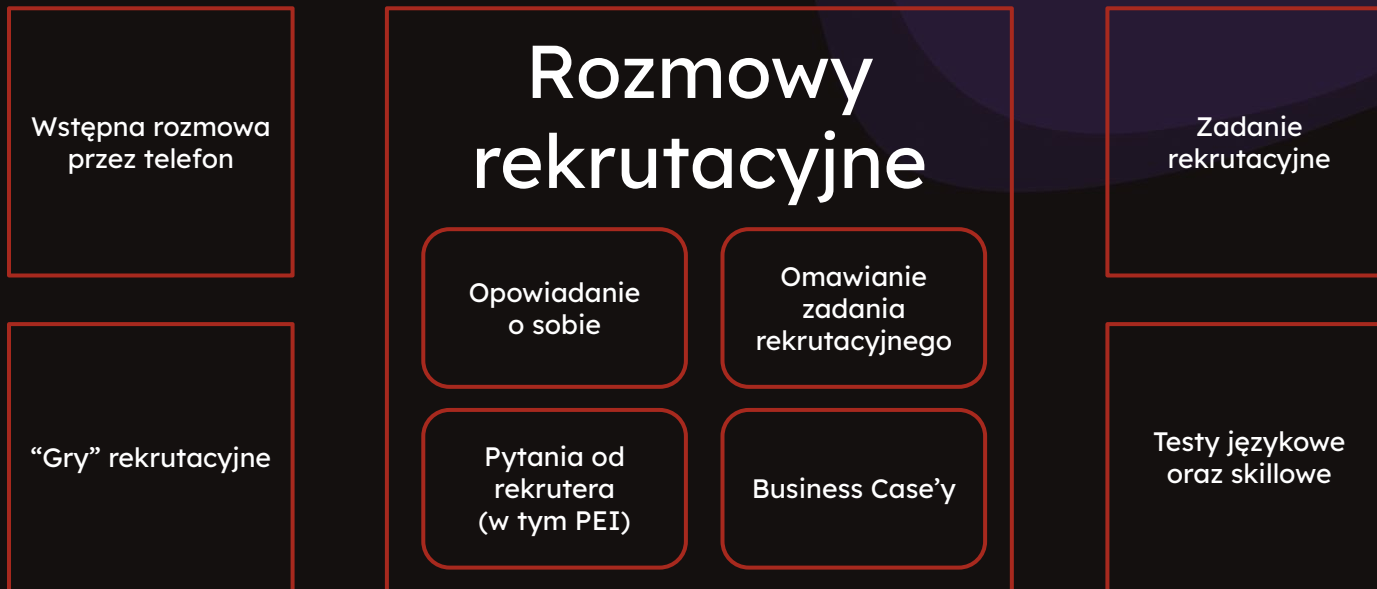 Wstępna rozmowa
przez telefon
“Gry” rekrutacyjne
Rozmowy
rekrutacyjne
Opowiadanie
o sobie
Omawianie
zadania
rekrutacyjnego
Pytania od
rekrutera
(w tym PEI)
Business Case’y
Zadanie
rekrutacyjne
Testy językowe
oraz skillowe